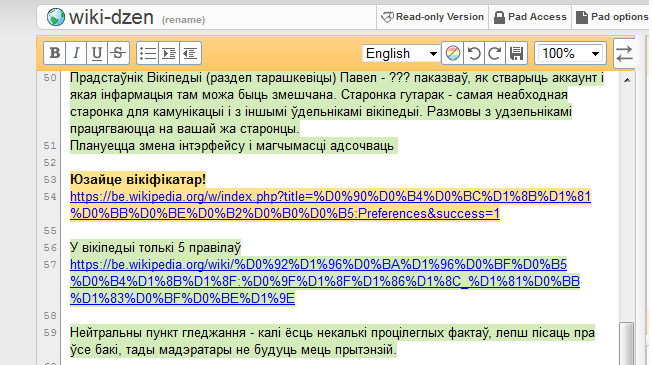 wiki-dzen (rename)
Read-only Version
Pad Access
Pad options
B I U S
English
100%
50 Прадстаўнік Вікіпедыі (раздел тарашкевіцы) Павел - ??? паказваў, як стварыць аккаунт і
якая інфармацыя там можа быць змешчана. Старонка гутарак - самая неабходная
старонка для камунікацыі і з іншымі ўдельнікамі вікіпедыі. Размовы з удзельнікамі
працягваюцца на вашай жа старонцы.
51 Плануецца змена інтэрфейсу і магчымасці адсочваць
52
53 Юзайце вікіфікатар!
54 https://be.wikipedia.org/w/index.php?title=%D0%90%D0%B4%D0%BC%D1%8B%D1%81
%D0%BB%D0%BE%D0%B2%D0%B0%D0%B5:Preferences&success=1
55
56 У вікіпедыі толькі 5 правілаў
57 https://be.wikipedia.org/wiki/%D0%92%D1%96%D0%BA%D1%96%D0%BF%D0%B5
%D0%B4%D1%8B%D1%8F:%D0%9F%D1%8F%D1%86%D1%8C_%D1%81%D0%BB
%D1%83%D0%BF%D0%BE%D1%9E
58
59 Нейтральны пункт гледжання - калі ёсць некалькі процілеглых фактаў, лепш пісаць пра
ўсе бакі, тады мадэратары не будуць мець прытэнзій.